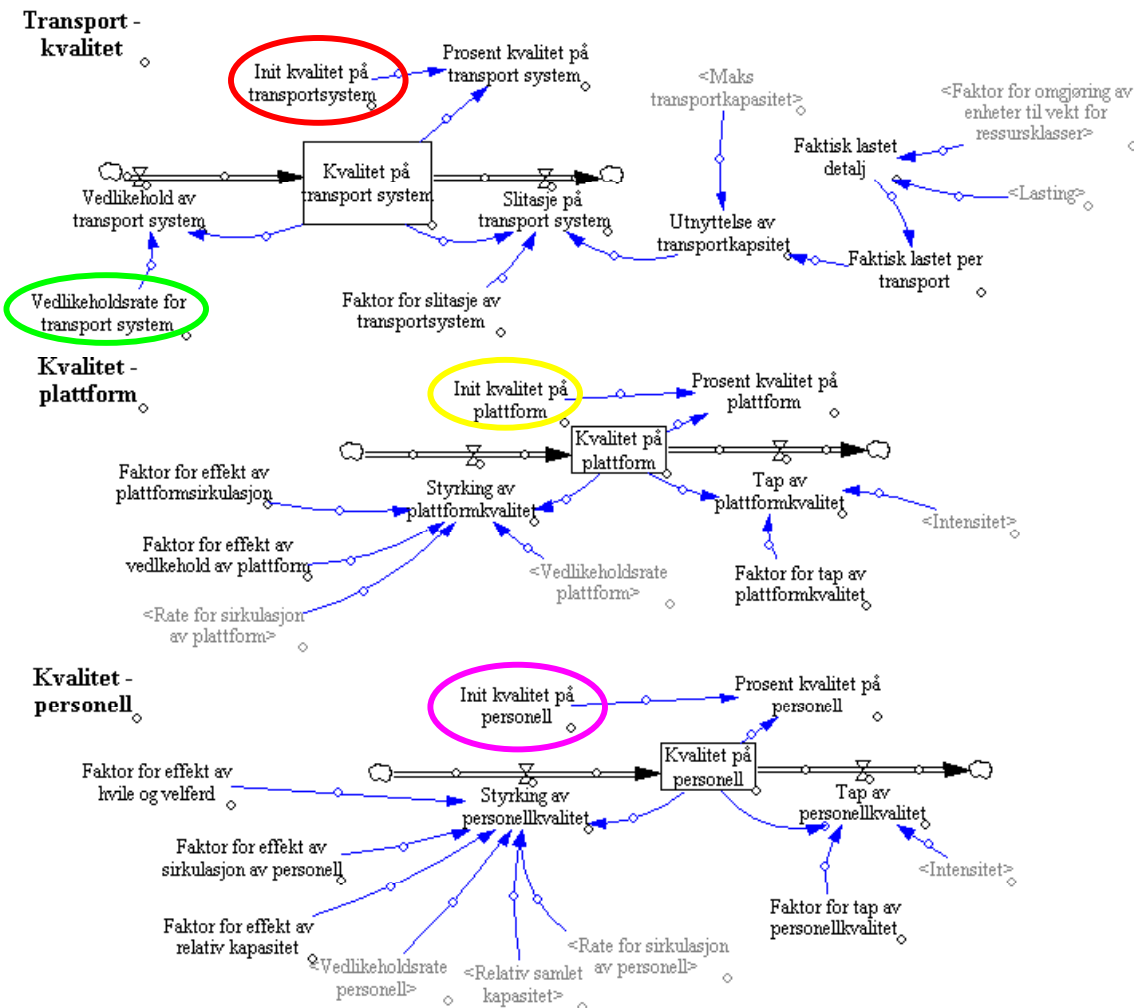 Transport -
kvalitet
Init kvalitet på
transportsystem
Prosent kvalitet på
transport system
<Maks
transportkapasitet>
<Faktor for omgjøring av
enheter til vekt for
ressursklasser>
Faktisk lastet
detalj
<Lasting>
Kvalitet på
transport system
Vedlikehold av
transport system
Slitasje på
transport system
Utnyttelse av
transportkapsitet
Faktisk lastet per
transport
Vedlikeholdsrate for
transport system
Faktor for slitasje av
transportsystem
Kvalitet -
plattform
Init kvalitet på
plattform
Prosent kvalitet på
plattform
Kvalitet på
plattform
Faktor for effekt av
plattformsirkulasjon
Styrking av
plattformkvalitet
Tap av
plattformkvalitet
<Intensitet>
Faktor for effekt av
vedlkehold av plattform
<Vedlikeholdsrate
plattform>
Faktor for tap av
plattformkvalitet
<Rate for sirkulasjon
av plattform>
Kvalitet -
personell
Init kvalitet på
personell
Prosent kvalitet på
personell
Kvalitet på
personell
Faktor for effekt av
hvile og velferd
Styrking av
personellkvalitet
Tap av
personellkvalitet
Faktor for effekt av
sirkulasjon av personell
<Intensitet>
Faktor for effekt av
relativ kapasitet
Faktor for tap av
personellkvalitet
<Vedlikeholdsrate
personell>
<Relativ samlet
kapasitet>
<Rate for sirkulasjon
av personell>